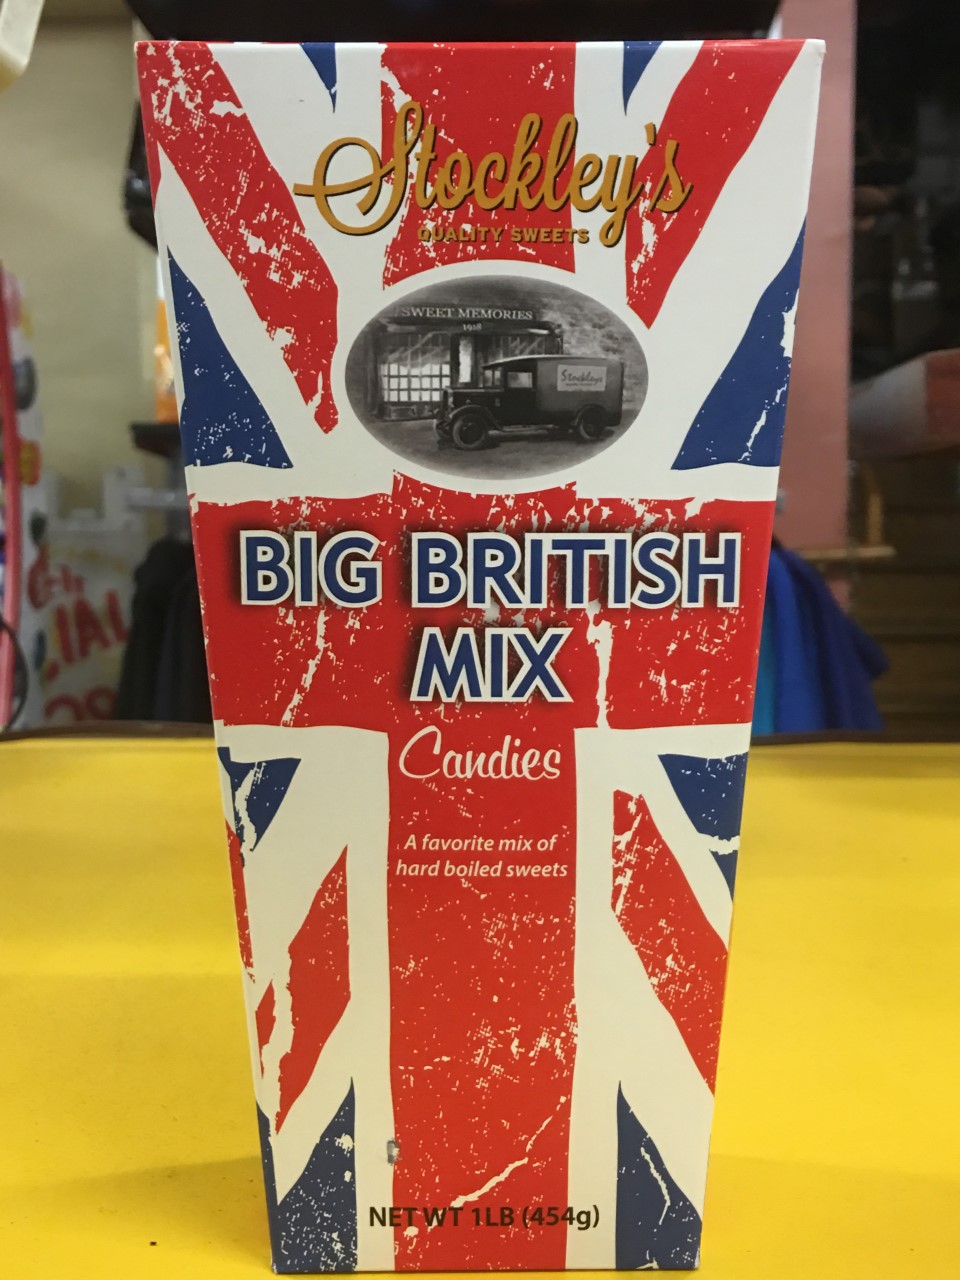 Stockley's
QUALITY SWEETS
SWEET MEMORIES
1918
Stockleys
BIG BRITISH
MIX
Candies
A favorite mix of
hard boiled sweets
NET WT 1LB (454g)